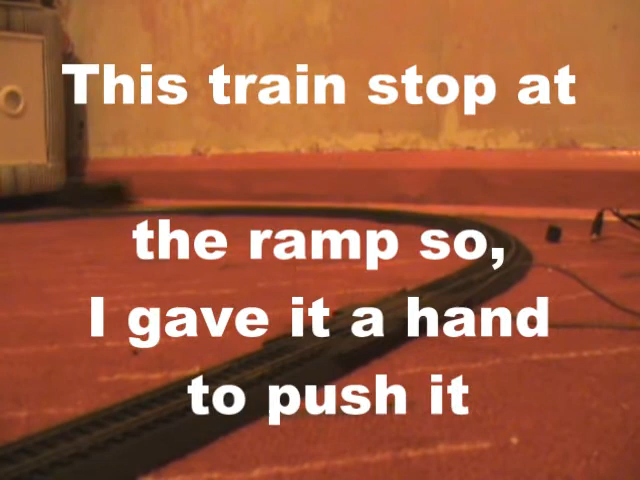 This train stop at
the ramp so,
I gave it a hand
to push it